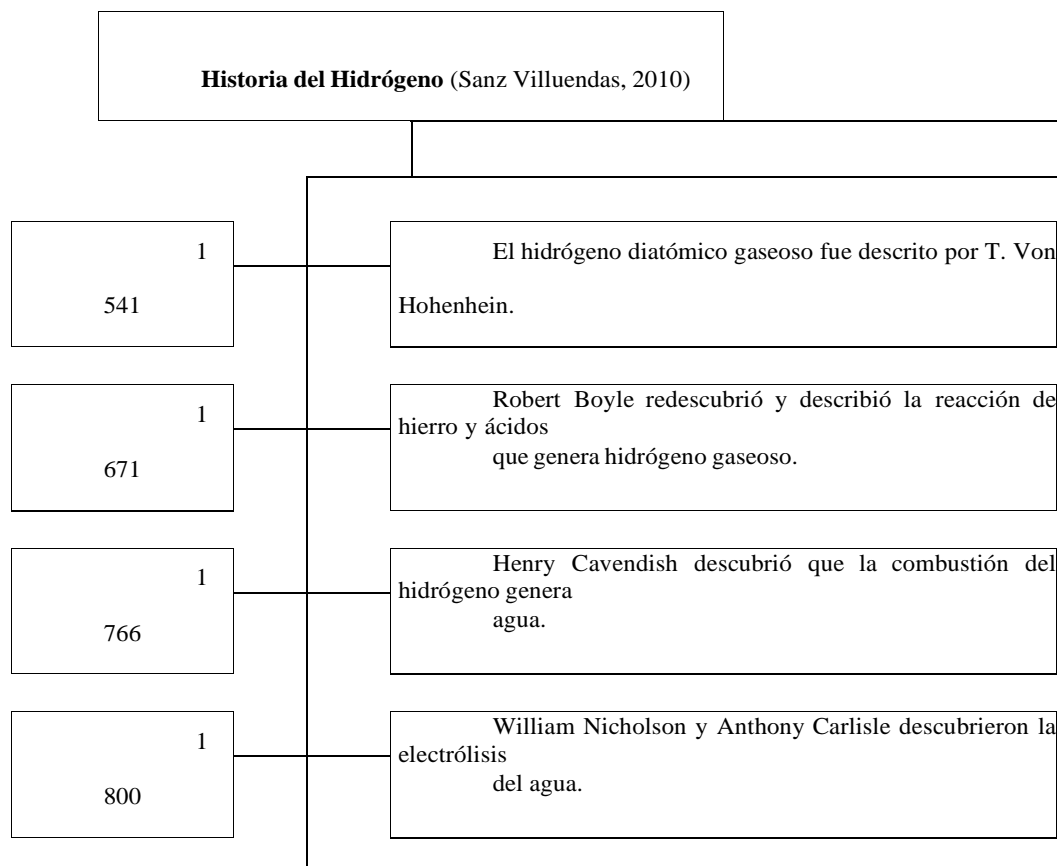 Historia del Hidrógeno (Sanz Villuendas, 2010)
1
541
El hidrógeno diatómico gaseoso fue descrito por T. Von
Hohenhein.
1
671
Robert Boyle redescubrió y describió la reacción de
hierro y ácidos
que genera hidrógeno gaseoso.
1
766
Henry Cavendish descubrió que la combustión del
hidrógeno genera
agua.
1
800
William Nicholson y Anthony Carlisle descubrieron la
electrólisis
del agua.